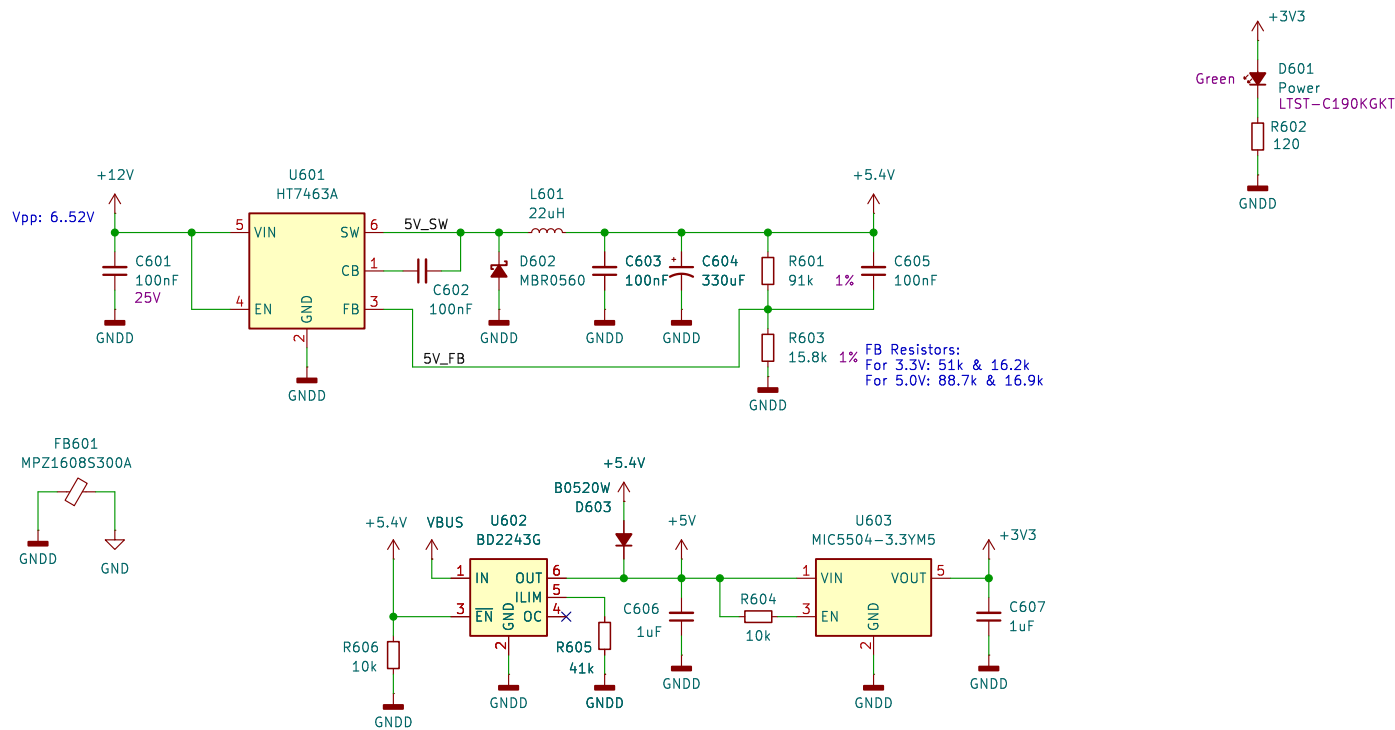 +3V3
D601
Green
Power
LTST-C190KGKT
R602
120
GNDD
+12V
Vpp: 6..52V
C601
100nF
25V
GNDD
U601
HT7463A
5
VIN
4
EN
SW
6
CB
1
FB
3
GND
2
GNDD
5V_SW
C602
100nF
5V_FB
L601
22uH
D602
MBR0560
GNDD
C603
100nF
GNDD
C604
330uF
GNDD
+5.4V
R601
91k
1%
C605
100nF
R603
15.8k
1%
GNDD
FB Resistors:
For 3.3V: 51k & 16.2k
For 5.0V: 88.7k & 16.9k
FB601
MPZ1608S300A
GNDD
GND
+5.4V
VBUS
R606
10k
GNDD
U602
BD2243G
1
IN
3
EN
OUT
6
ILIM
5
OC
4
GND
2
GNDD
+5.4V
B0520W
D603
R605
41k
GNDD
+5V
C606
1uF
GNDD
R604
10k
U603
MIC5504-3.3YM5
1
VIN
3
EN
VOUT
5
GND
2
GNDD
+3V3
C607
1uF
GNDD